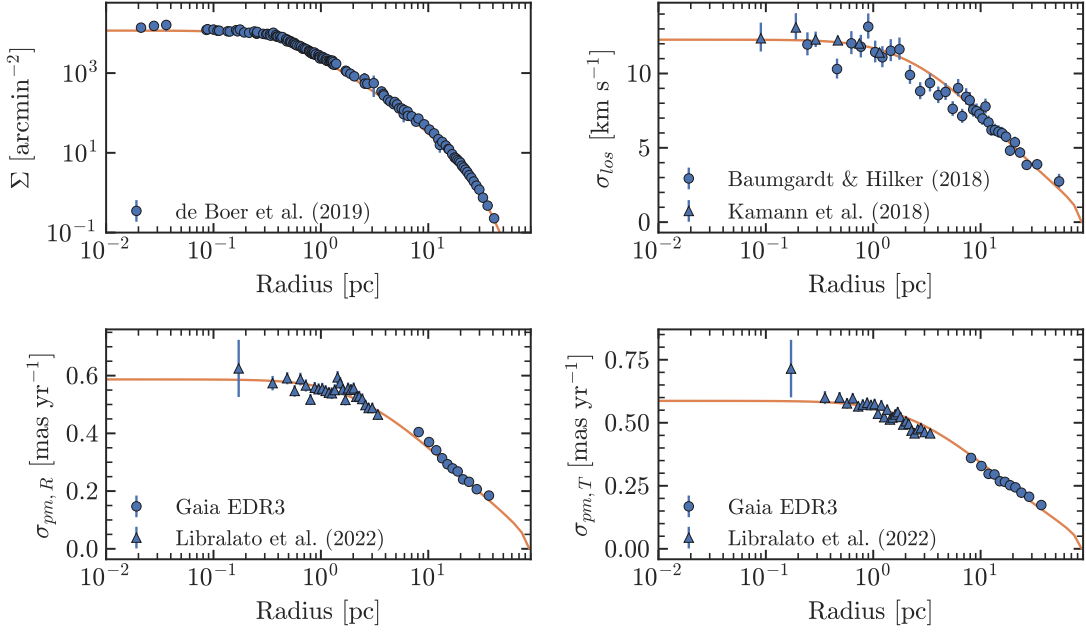 10³
10¹
10⁻¹
Σ [arcmin⁻²]
de Boer et al. (2019)
10⁻² 10⁻¹ 10⁰ 10¹
Radius [pc]
10
5
0
σ_los [km s⁻¹]
Baumgardt & Hilker (2018)
Kamann et al. (2018)
10⁻² 10⁻¹ 10⁰ 10¹
Radius [pc]
0.6
0.4
0.2
0.0
σ_pm, R [mas yr⁻¹]
Gaia EDR3
Libralato et al. (2022)
10⁻² 10⁻¹ 10⁰ 10¹
Radius [pc]
0.75
0.50
0.25
0.00
σ_pm, T [mas yr⁻¹]
Gaia EDR3
Libralato et al. (2022)
10⁻² 10⁻¹ 10⁰ 10¹
Radius [pc]